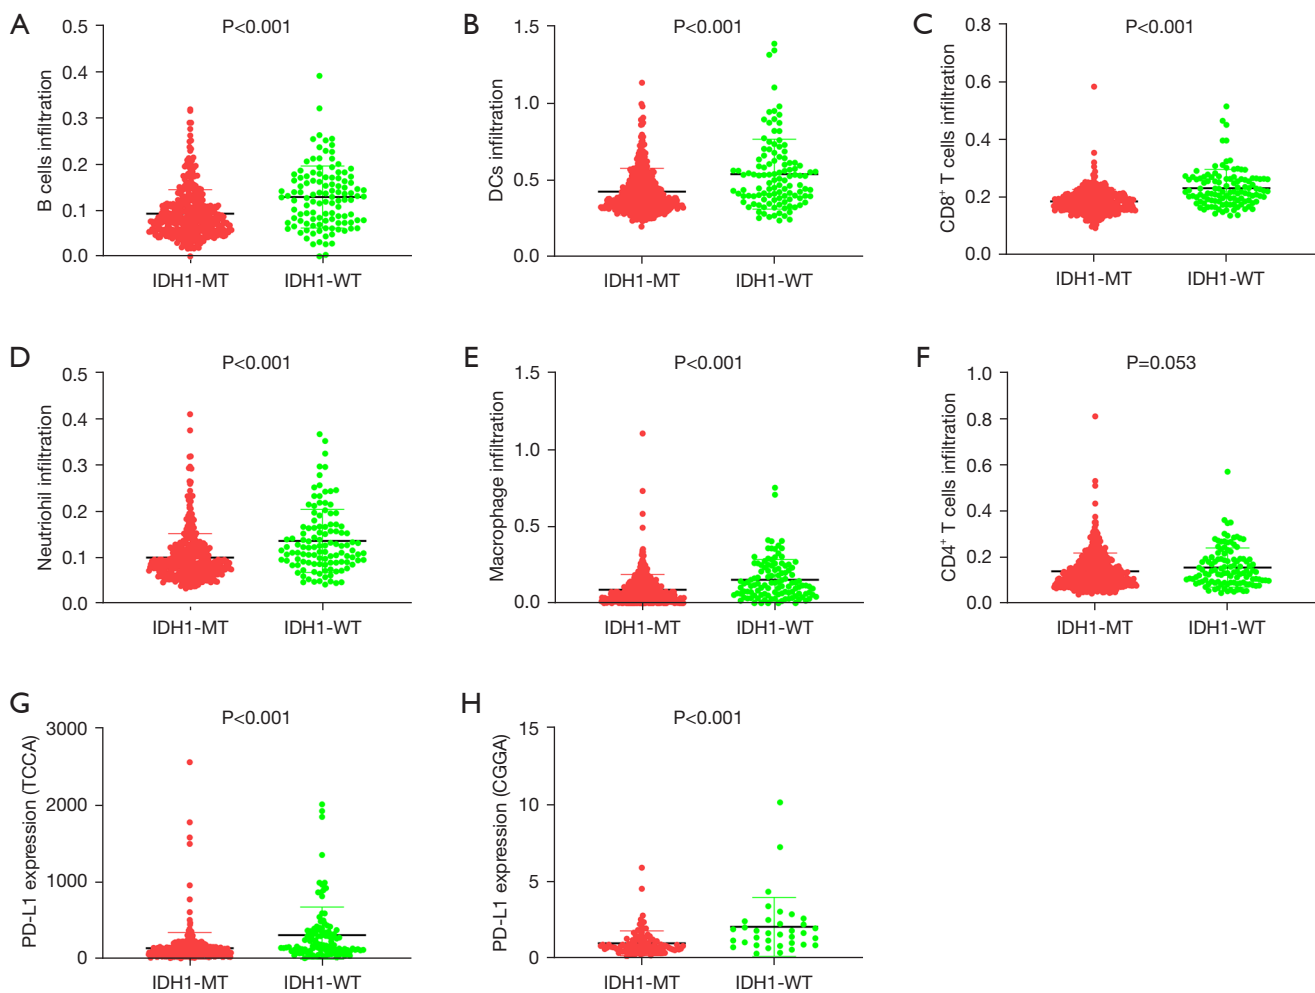 A
P<0.001
B cells infiltration
0.5
0.4
0.3
0.2
0.1
0.0
IDH1-MT
IDH1-WT
B
P<0.001
DCs infiltration
1.5
1.0
0.5
0.0
IDH1-MT
IDH1-WT
C
P<0.001
CD8+ T cells infiltration
0.8
0.6
0.4
0.2
0.0
IDH1-MT
IDH1-WT
D
P<0.001
Neutriohil infiltration
0.5
0.4
0.3
0.2
0.1
0.0
IDH1-MT
IDH1-WT
E
P<0.001
Macrophage infiltration
1.5
1.0
0.5
0.0
IDH1-MT
IDH1-WT
F
P=0.053
CD4+ T cells infiltration
1.0
0.8
0.6
0.4
0.2
0.0
IDH1-MT
IDH1-WT
G
P<0.001
PD-L1 expression (TCCA)
3000
2000
1000
0
IDH1-MT
IDH1-WT
H
P<0.001
PD-L1 expression (CGGA)
15
10
5
0
IDH1-MT
IDH1-WT